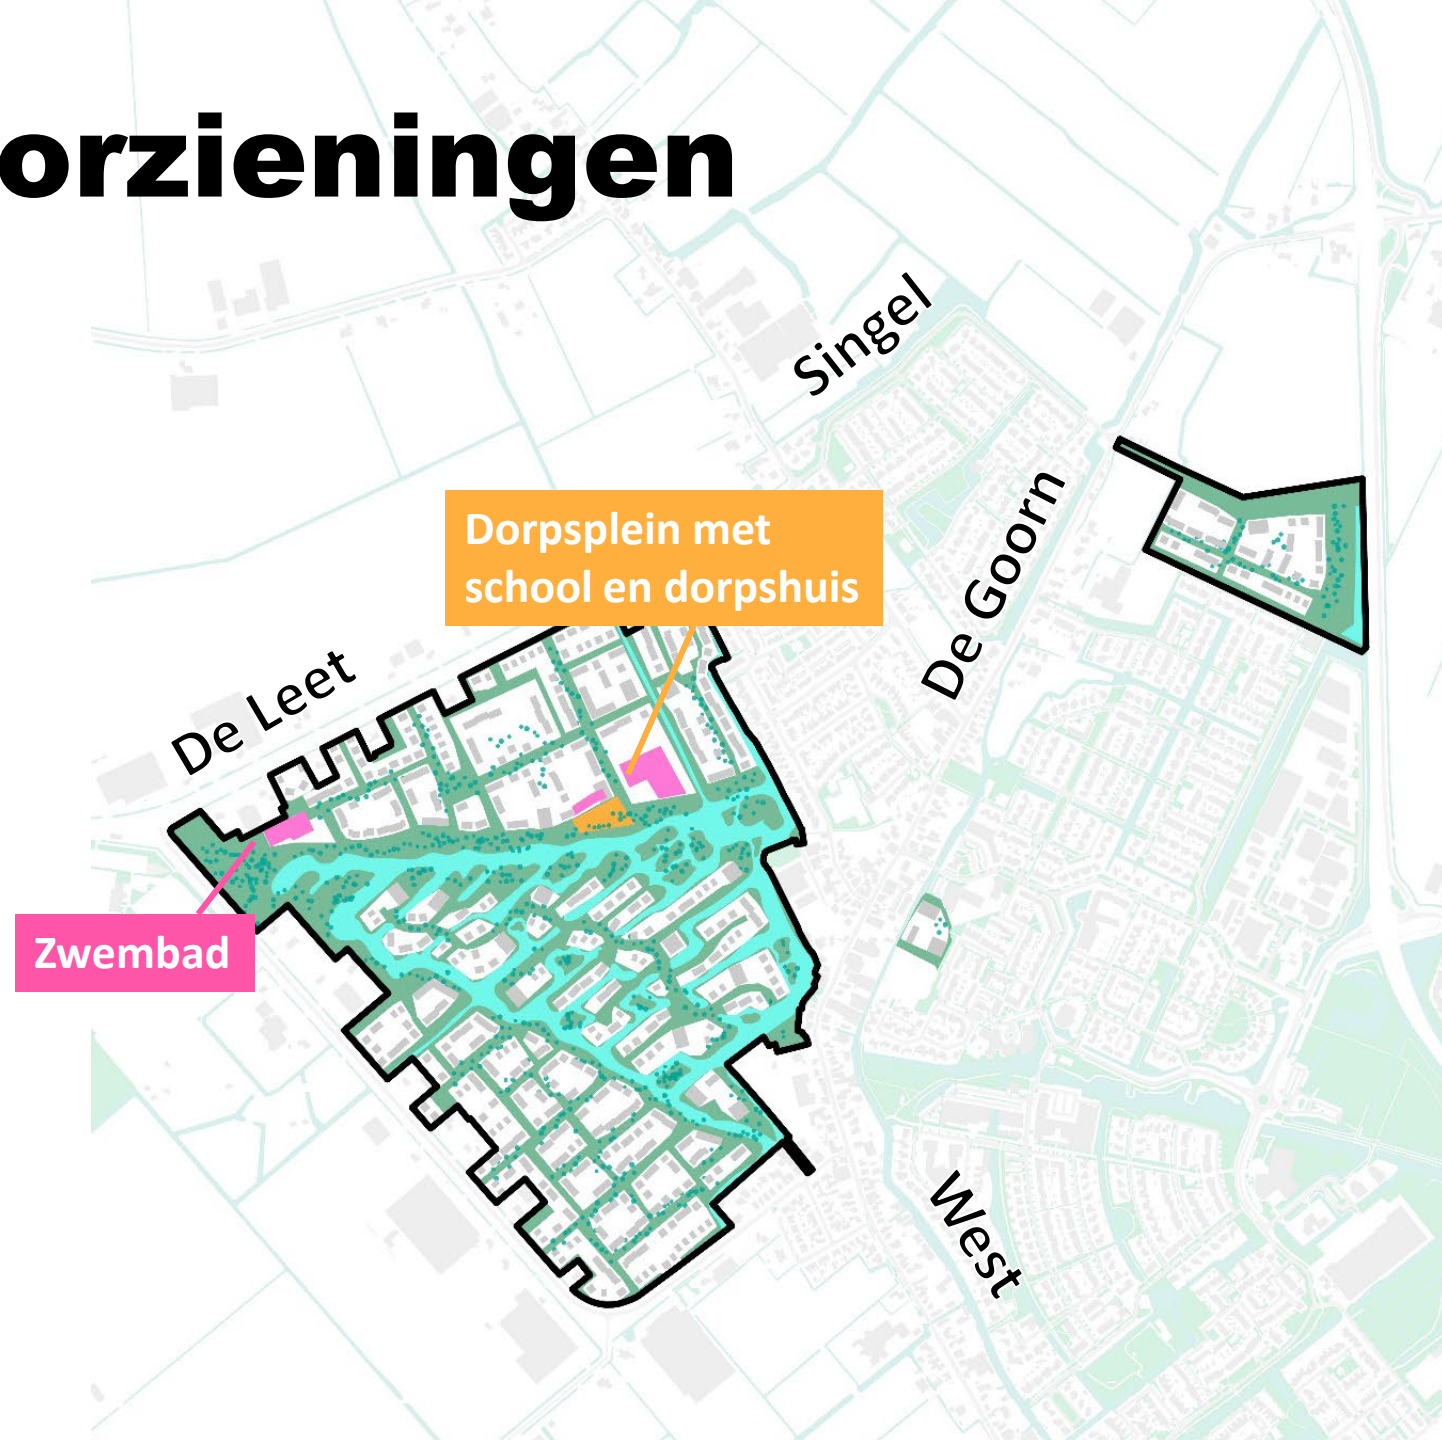 orzieningen
Singel
De Goorn
Dorpsplein met
school en dorpshuis
De Leet
Zwembad
West